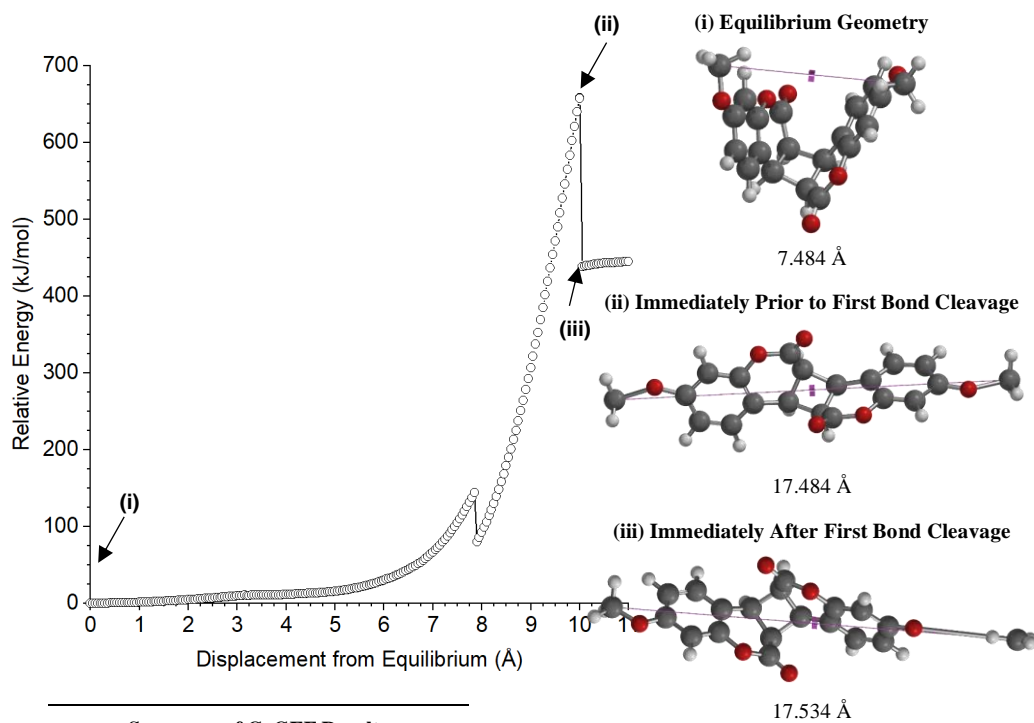 (i) Equilibrium Geometry
7.484 Å
(ii) Immediately Prior to First Bond Cleavage
17.484 Å
(iii) Immediately After First Bond Cleavage
17.534 Å
(ii)
(iii)
(i)
700
600
500
400
300
200
100
0
Relative Energy (kJ/mol)
0 1 2 3 4 5 6 7 8 9 10 1
Displacement from Equilibrium (Å)